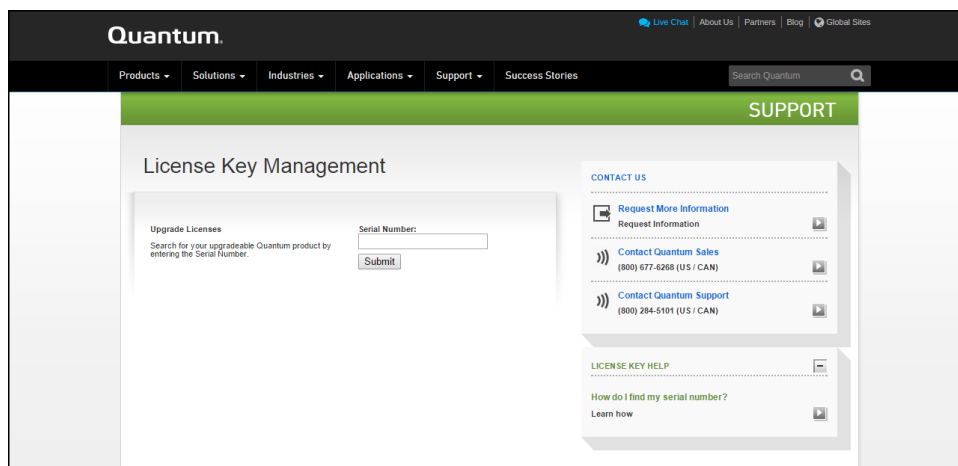 Live Chat | About Us | Partners | Blog | Global Sites
Quantum.
Products Solutions Industries Applications Support Success Stories Search Quantum
SUPPORT
License Key Management
Upgrade Licenses
Search for your upgradeable Quantum product by
entering the Serial Number.
Serial Number:
Submit
CONTACT US
Request More Information
Request Information
Contact Quantum Sales
(800) 677-6268 (US / CAN)
Contact Quantum Support
(800) 284-5101 (US / CAN)
LICENSE KEY HELP
How do I find my serial number?
Learn how